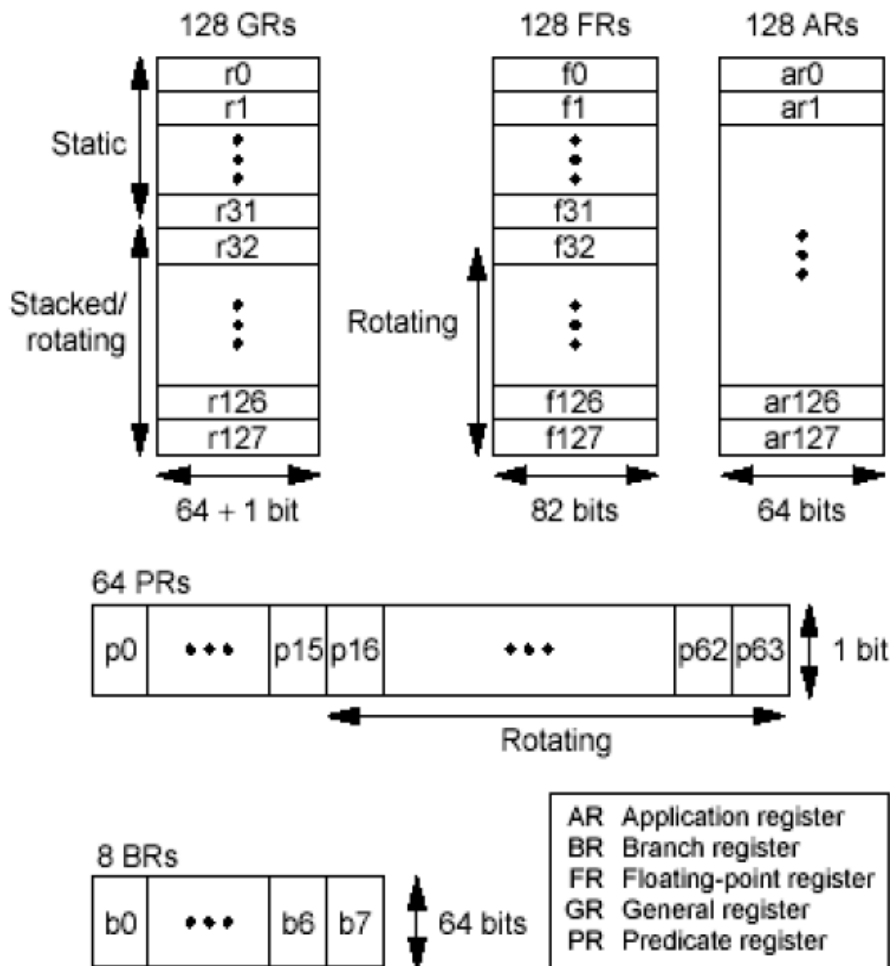 128 GRs
r0
r1
Static
r31
r32
Stacked/
rotating
r126
r127
64 + 1 bit
128 FRs
f0
f1
f31
f32
Rotating
f126
f127
82 bits
128 ARs
ar0
ar1
ar126
ar127
64 bits
64 PRs
p0 ••• p15 p16 ••• p62 p63 1 bit
Rotating
8 BRs
b0 ••• b6 b7 64 bits
AR Application register
BR Branch register
FR Floating-point register
GR General register
PR Predicate register